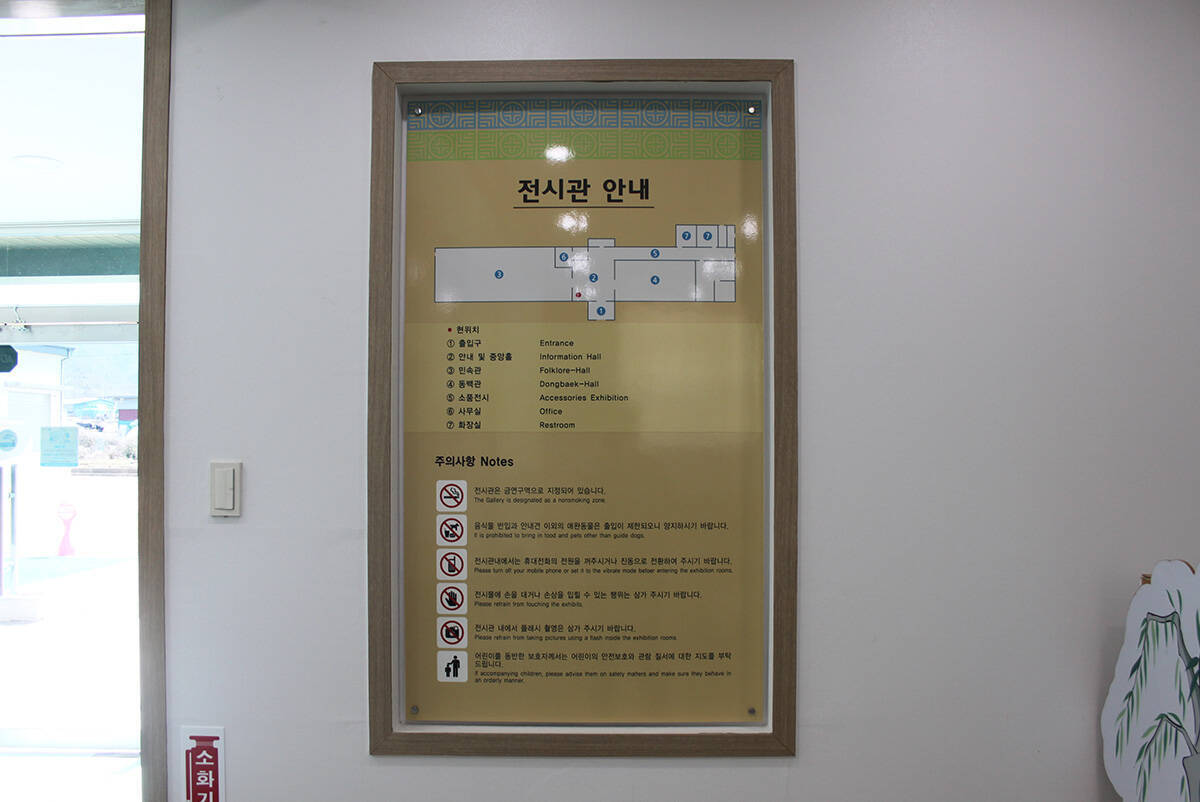 전시관 안내
⑦ ⑦
⑥ ⑤
③ ② ④
①
현위치
① 출입구 Entrance
② 안내 및 중앙홀 Information Hall
③ 민속관 Folklore-Hall
④ 동백관 Dongbaek-Hall
⑤ 소품전시 Accessories Exhibition
⑥ 사무실 Office
⑦ 화장실 Restroom
주의사항 Notes
전시관은 금연구역으로 지정되어 있습니다.
The Gallery is designated as a nonsmoking zone.
음식물 반입과 안내견 이외의 애완동물은 출입이 제한되오니 양지하시기 바랍니다.
It is prohibited to bring in food and pets other than guide dogs.
전시관내에서는 휴대전화의 전원을 꺼주시거나 진동으로 전환하여 주시기 바랍니다.
Please turn off your mobile phone or set it to the vibrate mode befoer entering the exhibition rooms.
전시물에 손을 대거나 손상을 입힐 수 있는 행위는 삼가 주시기 바랍니다.
Please refrain from touching the exhibits.
전시관 내에서 플래시 촬영은 삼가 주시기 바랍니다.
Please refrain from taking pictures using a flash inside the exhibition rooms.
어린이를 동반한 보호자께서는 어린이의 안전보호와 관람 질서에 대한 지도를 부탁
드립니다.
If accompanying children, please advise them on safety matters and make sure they behave in
an orderly manner.
소화기